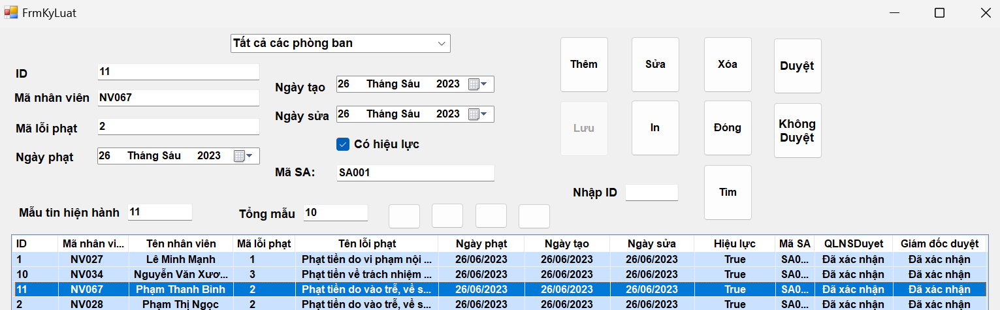 FrmKyLuat
Tất cả các phòng ban
ID 11
Mã nhân viên NV067
Mã lỗi phạt 2
Ngày phạt 26 Tháng Sáu 2023
Ngày tạo 26 Tháng Sáu 2023
Ngày sửa 26 Tháng Sáu 2023
Có hiệu lực
Mã SA: SA001
Thêm Sửa Xóa Duyệt
Lưu In Đóng Không
Duyệt
Nhập ID Tìm
Mẫu tin hiện hành 11 Tổng mẫu 10
ID Mã nhân vi... Tên nhân viên Mã lỗi phạt Tên lỗi phạt Ngày phạt Ngày tạo Ngày sửa Hiệu lực Mã SA QLNSDuyet Giám đốc duyệt
1 NV027 Lê Minh Mạnh 1 Phạt tiền do vi phạm nội ... 26/06/2023 26/06/2023 26/06/2023 True SA0... Đã xác nhận Đã xác nhận
10 NV034 Nguyễn Văn Xươ... 3 Phạt tiền về trách nhiệm ... 26/06/2023 26/06/2023 26/06/2023 True SA0... Đã xác nhận Đã xác nhận
11 NV067 Phạm Thanh Bình 2 Phạt tiền do vào trễ, về s... 26/06/2023 26/06/2023 26/06/2023 True SA0... Đã xác nhận Đã xác nhận
2 NV028 Phạm Thị Ngọc 2 Phạt tiền do vào trễ, về s... 26/06/2023 26/06/2023 26/06/2023 True SA0... Đã xác nhận Đã xác nhận